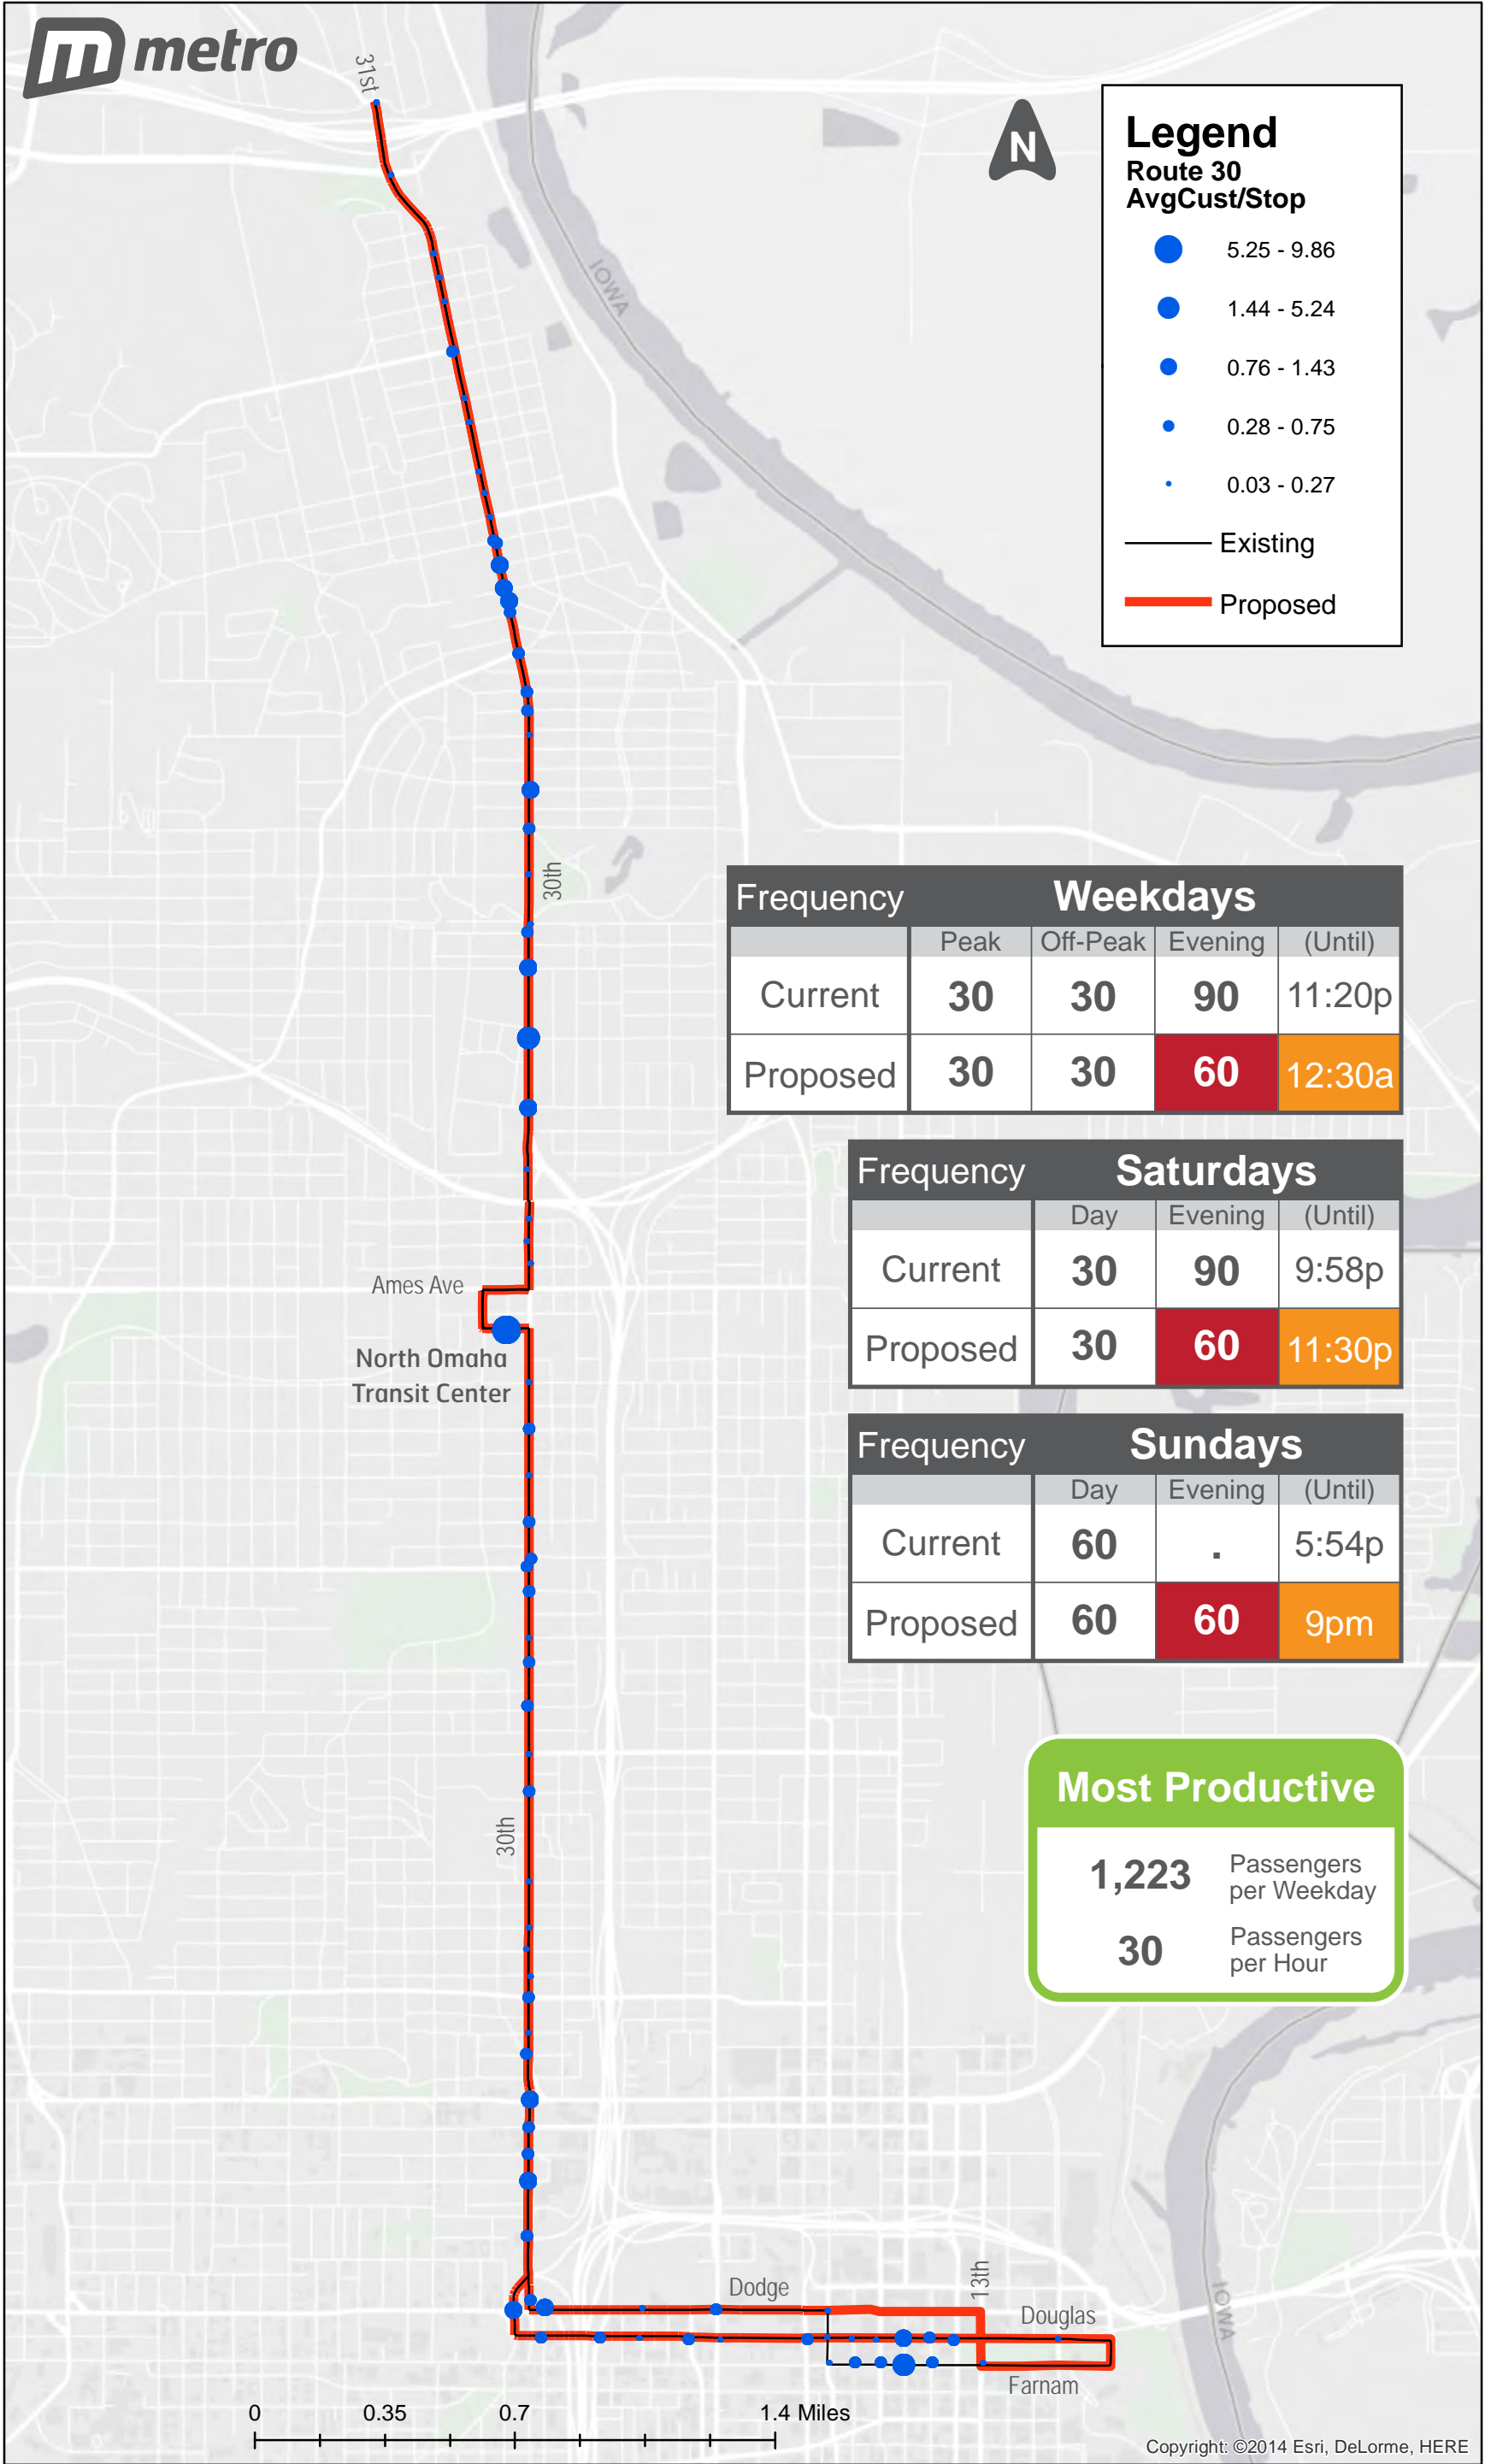 metro
31st
N
Legend
Route 30
AvgCust/Stop
5.25 - 9.86
1.44 - 5.24
0.76 - 1.43
0.28 - 0.75
0.03 - 0.27
Existing
Proposed
IOWA
30th
Frequency Weekdays
Peak Off-Peak Evening (Until)
Current 30 30 90 11:20p
Proposed 30 30 60 12:30a
Frequency Saturdays
Day Evening (Until)
Current 30 90 9:58p
Proposed 30 60 11:30p
Ames Ave
North Omaha
Transit Center
Frequency Sundays
Day Evening (Until)
Current 60 . 5:54p
Proposed 60 60 9pm
Most Productive
1,223 Passengers
per Weekday
30 Passengers
per Hour
30th
Dodge
13th
Douglas
IOWA
Farnam
0 0.35 0.7 1.4 Miles
Copyright: ©2014 Esri, DeLorme, HERE